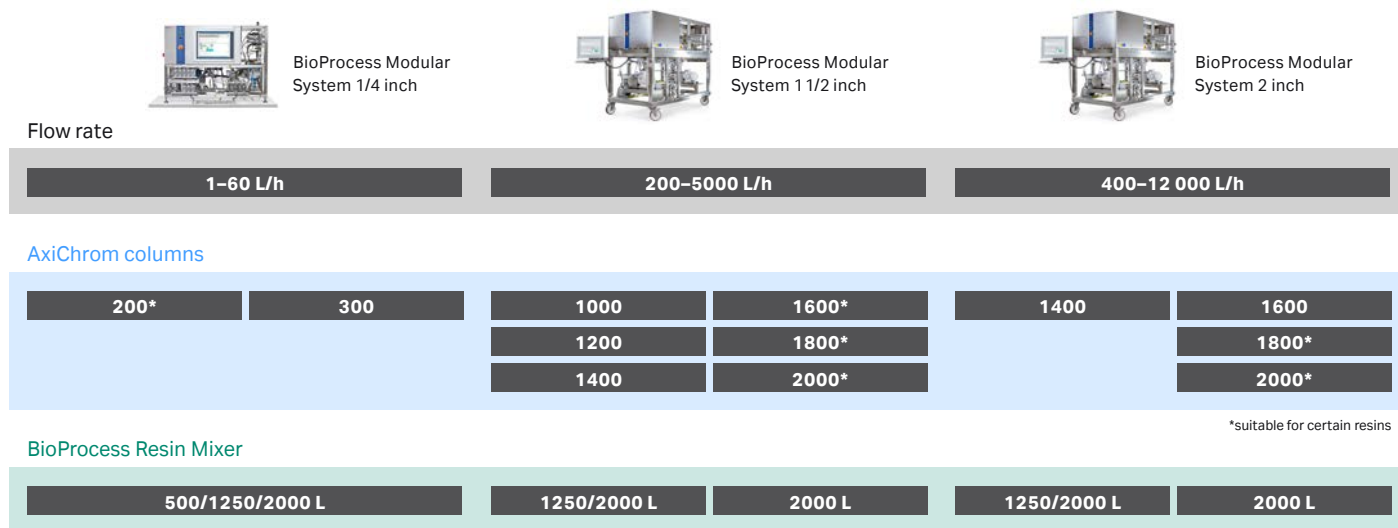 BioProcess Modular
System 1/4 inch
BioProcess Modular
System 1 1/2 inch
BioProcess Modular
System 2 inch
Flow rate
1–60 L/h
200–5000 L/h
400–12 000 L/h
AxiChrom columns
200*
300
1000
1600*
1400
1600
1200
1800*
1800*
1400
2000*
2000*
*suitable for certain resins
BioProcess Resin Mixer
500/1250/2000 L
1250/2000 L
2000 L
1250/2000 L
2000 L